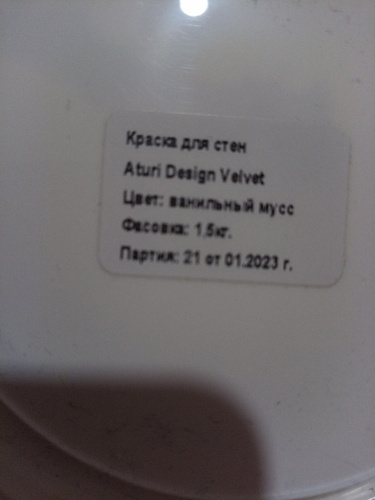 Краска для стен
Aturi Design Velvet
Цвет: ванильный мусс
Фасовка: 1,5кг.
Партия: 21 от 01.2023 г.